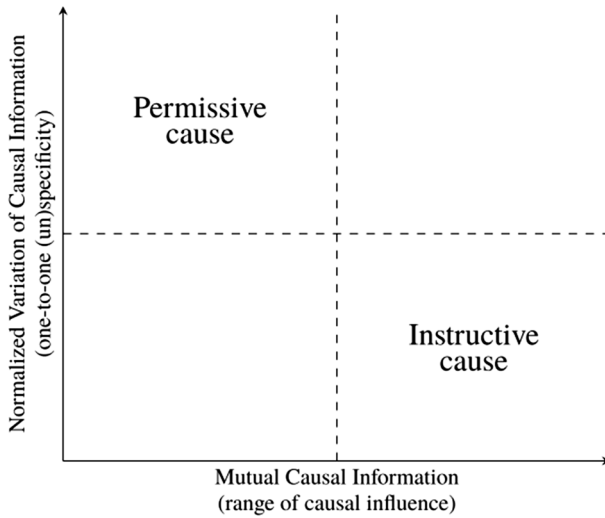 Normalized Variation of Causal Information
(one-to-one (un)specificity)
Permissive
cause
Instructive
cause
Mutual Causal Information
(range of causal influence)